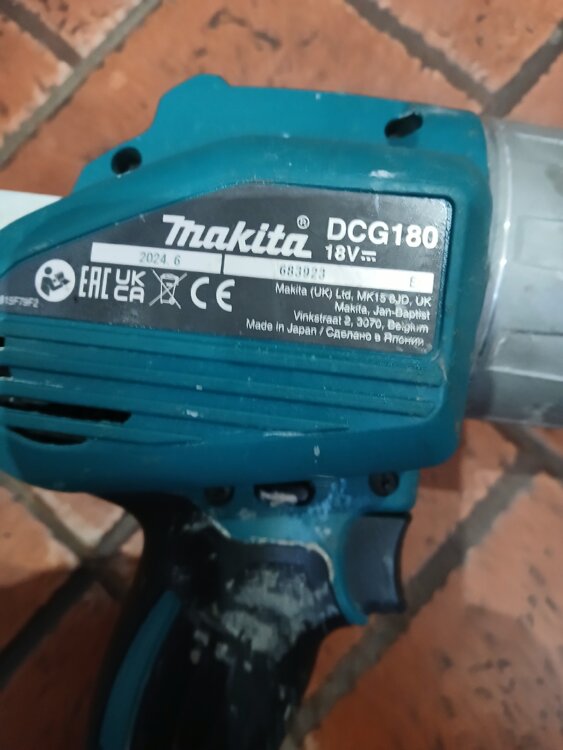 makita® DCG180
18V
2024 6 683923 E
EAC UK CA CE
Makita (UK) Ltd, MK15 8JD, UK
Makita, Jan-Baptist
Vinkstraat 2, 3070, Belgium
Made in Japan / Сделано в Японии